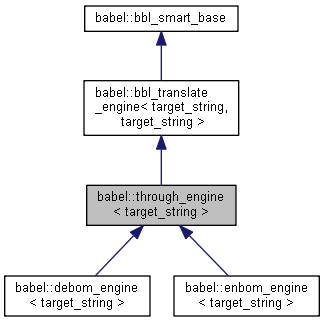 babel::bbl_smart_base
babel::bbl_translate
_engine< target_string,
target_string >
babel::through_engine
< target_string >
babel::debom_engine
< target_string >
babel::enbom_engine
< target_string >